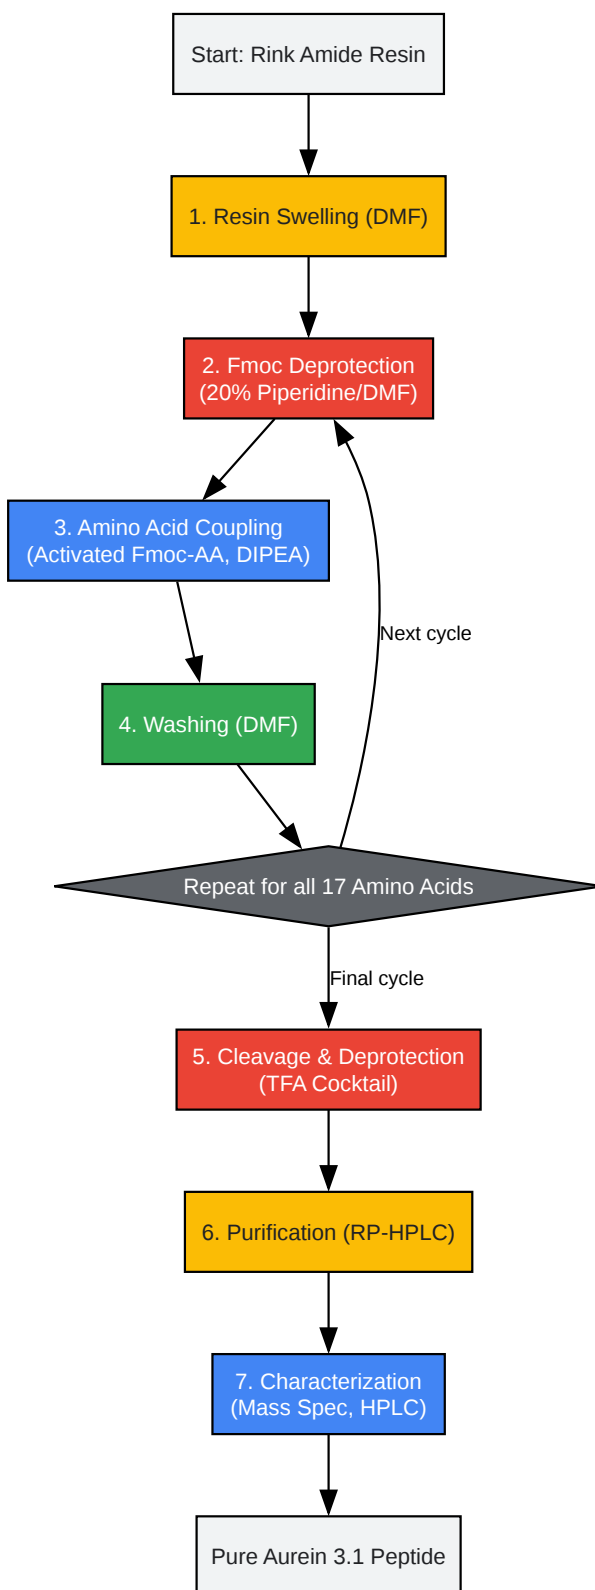 Start: Rink Amide Resin
1. Resin Swelling (DMF)
2. Fmoc Deprotection
(20% Piperidine/DMF)
3. Amino Acid Coupling
(Activated Fmoc-AA, DIPEA)
Next cycle
4. Washing (DMF)
Repeat for all 17 Amino Acids
Final cycle
5. Cleavage & Deprotection
(TFA Cocktail)
6. Purification (RP-HPLC)
7. Characterization
(Mass Spec, HPLC)
Pure Aurein 3.1 Peptide